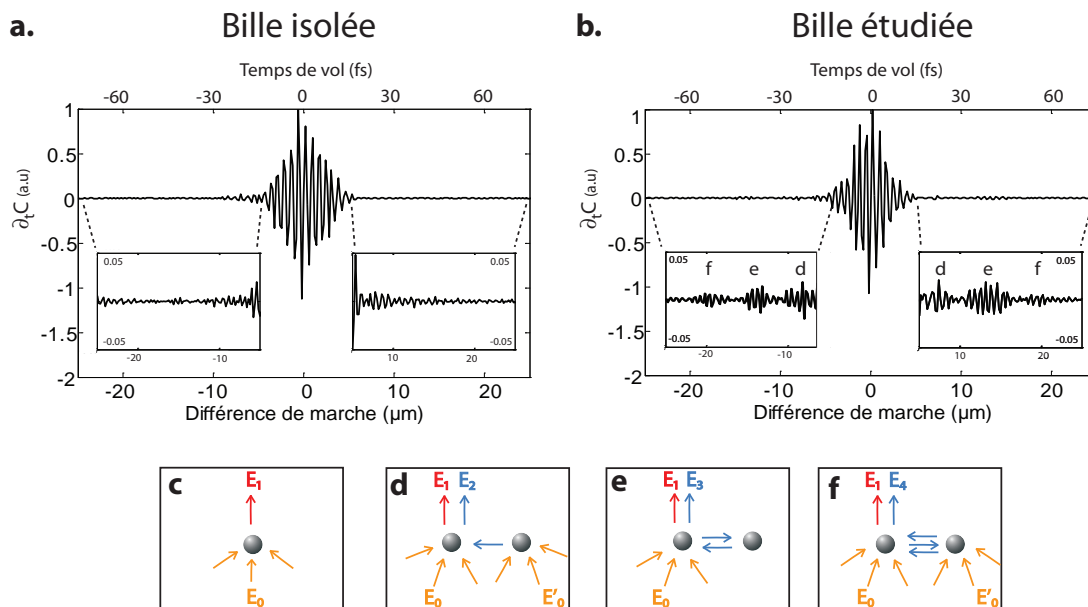 a. Bille isolée
Temps de vol (fs)
-60 -30 0 30 60
1
0.5
0
-0.5
-1
-1.5
-2
∂tC (a.u)
0.05
-0.05
-20 -10
0.05
-0.05
10 20
-20 -10 0 10 20
Différence de marche (µm)
b. Bille étudiée
Temps de vol (fs)
-60 -30 0 30 60
1
0.5
0
-0.5
-1
-1.5
-2
∂tC (a.u)
0.05
f e d
-0.05
-20 -10
0.05
d e f
-0.05
10 20
-20 -10 0 10 20
Différence de marche (µm)
c
E1
E0
d
E1 E2
E0 E'0
e
E1 E3
E0
f
E1 E4
E0 E'0